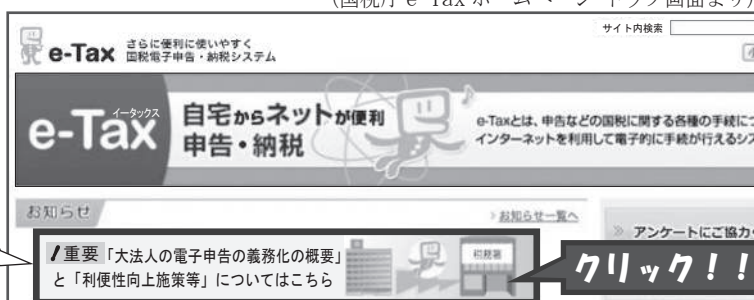 (国税庁 e-Tax ホームページ トップ画面より)
サイト内検索
e-Tax さらに便利に使いやすく
国税電子申告・納税システム
イータックス
e-Tax
自宅からネットが便利
申告・納税
e-Taxとは、申告などの国税に関する各種の手続に
インターネットを利用して電子的に手続が行える
お知らせ
お知らせ一覧へ
アンケートにご協力
!重要「大法人の電子申告の義務化の概要」
と「利便性向上施策等」についてはこちら
税務署
クリック!!